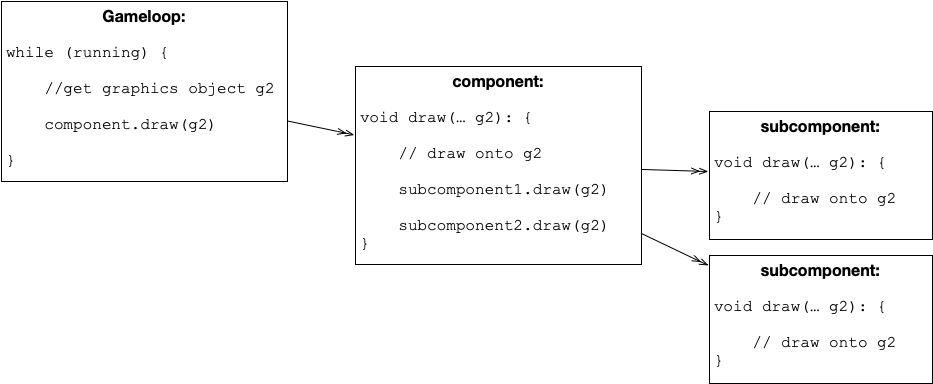 Gameloop:
while (running) {
//get graphics object g2
component.draw(g2)
}
component:
void draw(… g2): {
// draw onto g2
subcomponent1.draw(g2)
subcomponent2.draw(g2)
}
subcomponent:
void draw(… g2): {
// draw onto g2
}
subcomponent:
void draw(… g2): {
// draw onto g2
}